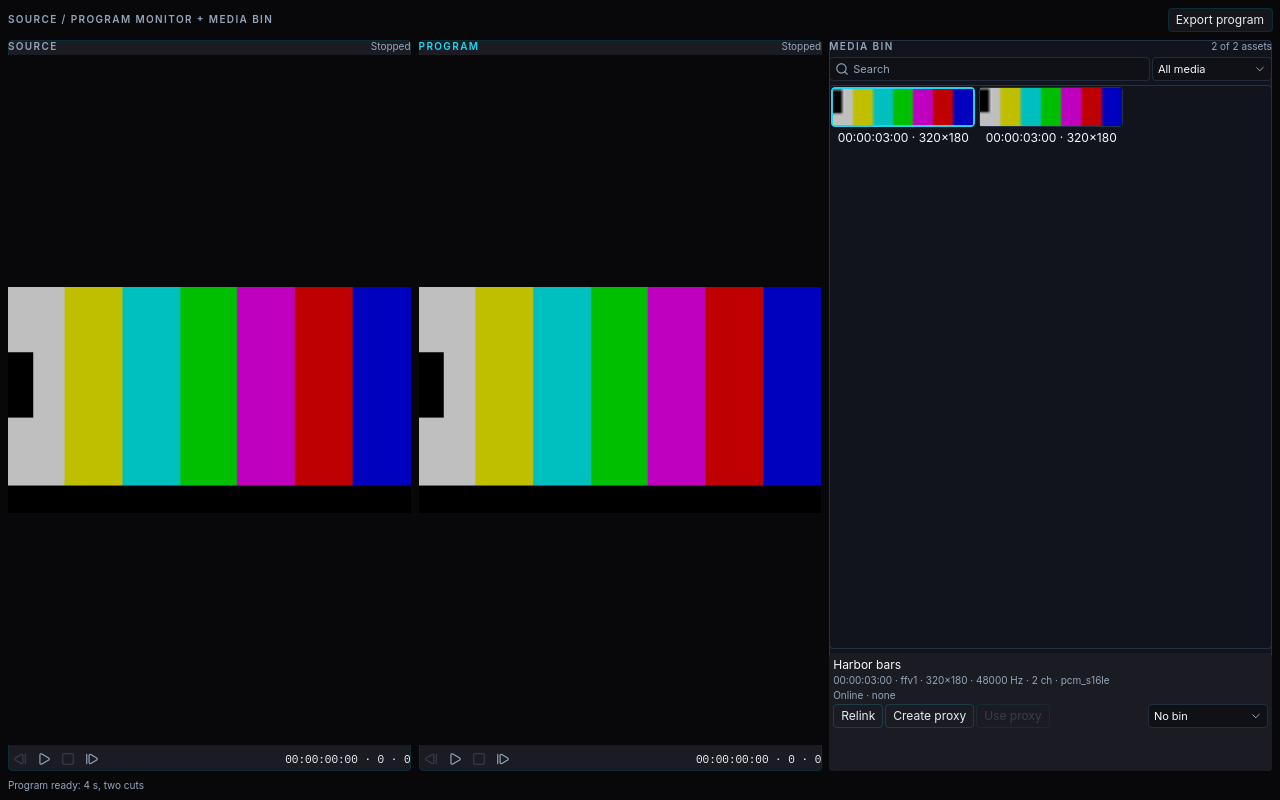 SOURCE / PROGRAM MONITOR + MEDIA BIN
Export program
SOURCE
Stopped
PROGRAM
Stopped
MEDIA BIN
2 of 2 assets
Search
All media
00:00:03:00 · 320×180
00:00:03:00 · 320×180
Harbor bars
00:00:03:00 · ffv1 · 320×180 · 48000 Hz · 2 ch · pcm_s16le
Online · none
Relink
Create proxy
Use proxy
No bin
00:00:00:00 · 0 · 0
00:00:00:00 · 0 · 0
Program ready: 4 s, two cuts